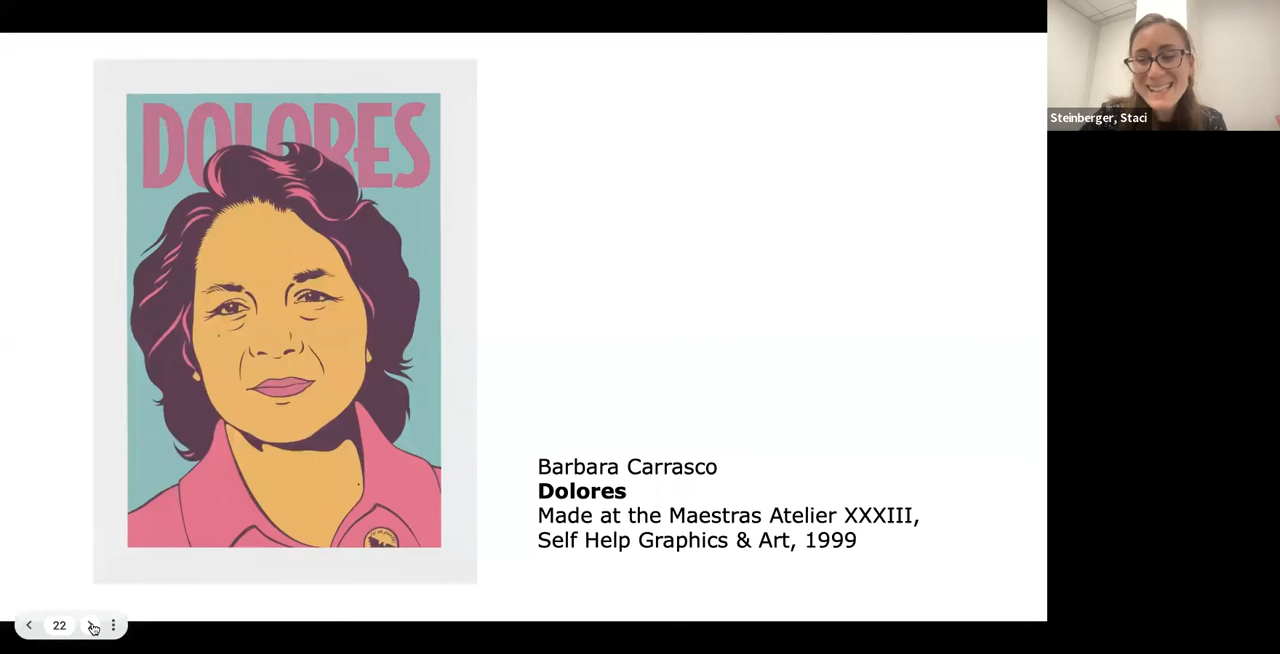 DOLORES
Steinberger, Staci
Barbara Carrasco
Dolores
Made at the Maestras Atelier XXXIII,
Self Help Graphics & Art, 1999
22